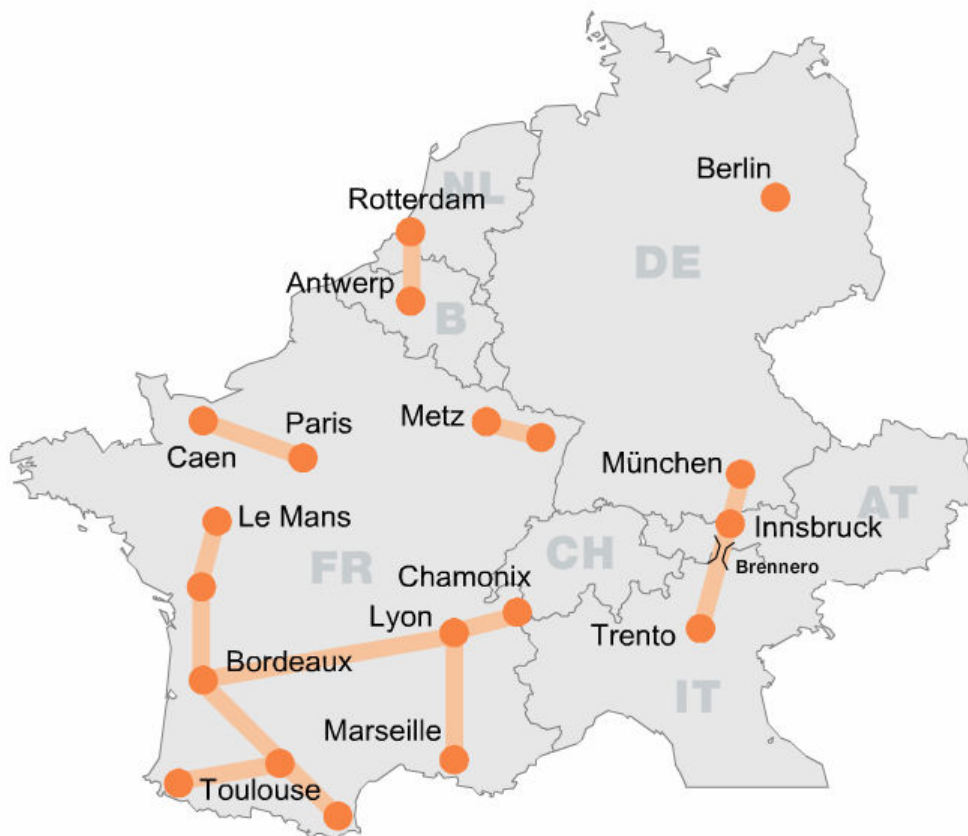 Berlin
NL
Rotterdam
DE
Antwerp
B
Paris
Metz
Caen
München
Le Mans
AT
Innsbruck
CH
FR
Brennero
Chamonix
Lyon
Trento
Bordeaux
IT
Marseille
Toulouse